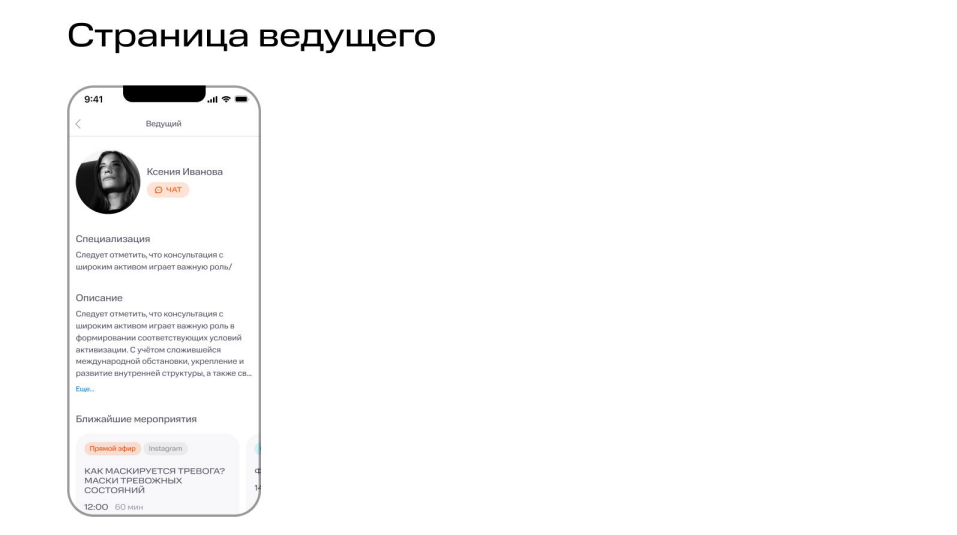 Страница ведущего
9:41
Ведущий
Ксения Иванова
ЧАТ
Специализация
Следует отметить, что консультация с
широким активом играет важную роль/
Описание
Следует отметить, что консультация с
широким активом играет важную роль в
формировании соответствующих условий
активизации. С учётом сложившейся
международной обстановки, укрепление и
развитие внутренней структуры, а также св...
Еще...
Ближайшие мероприятия
Прямой эфир Instagram
КАК МАСКИРУЕТСЯ ТРЕВОГА?
МАСКИ ТРЕВОЖНЫХ
СОСТОЯНИЙ
12:00 60 мин